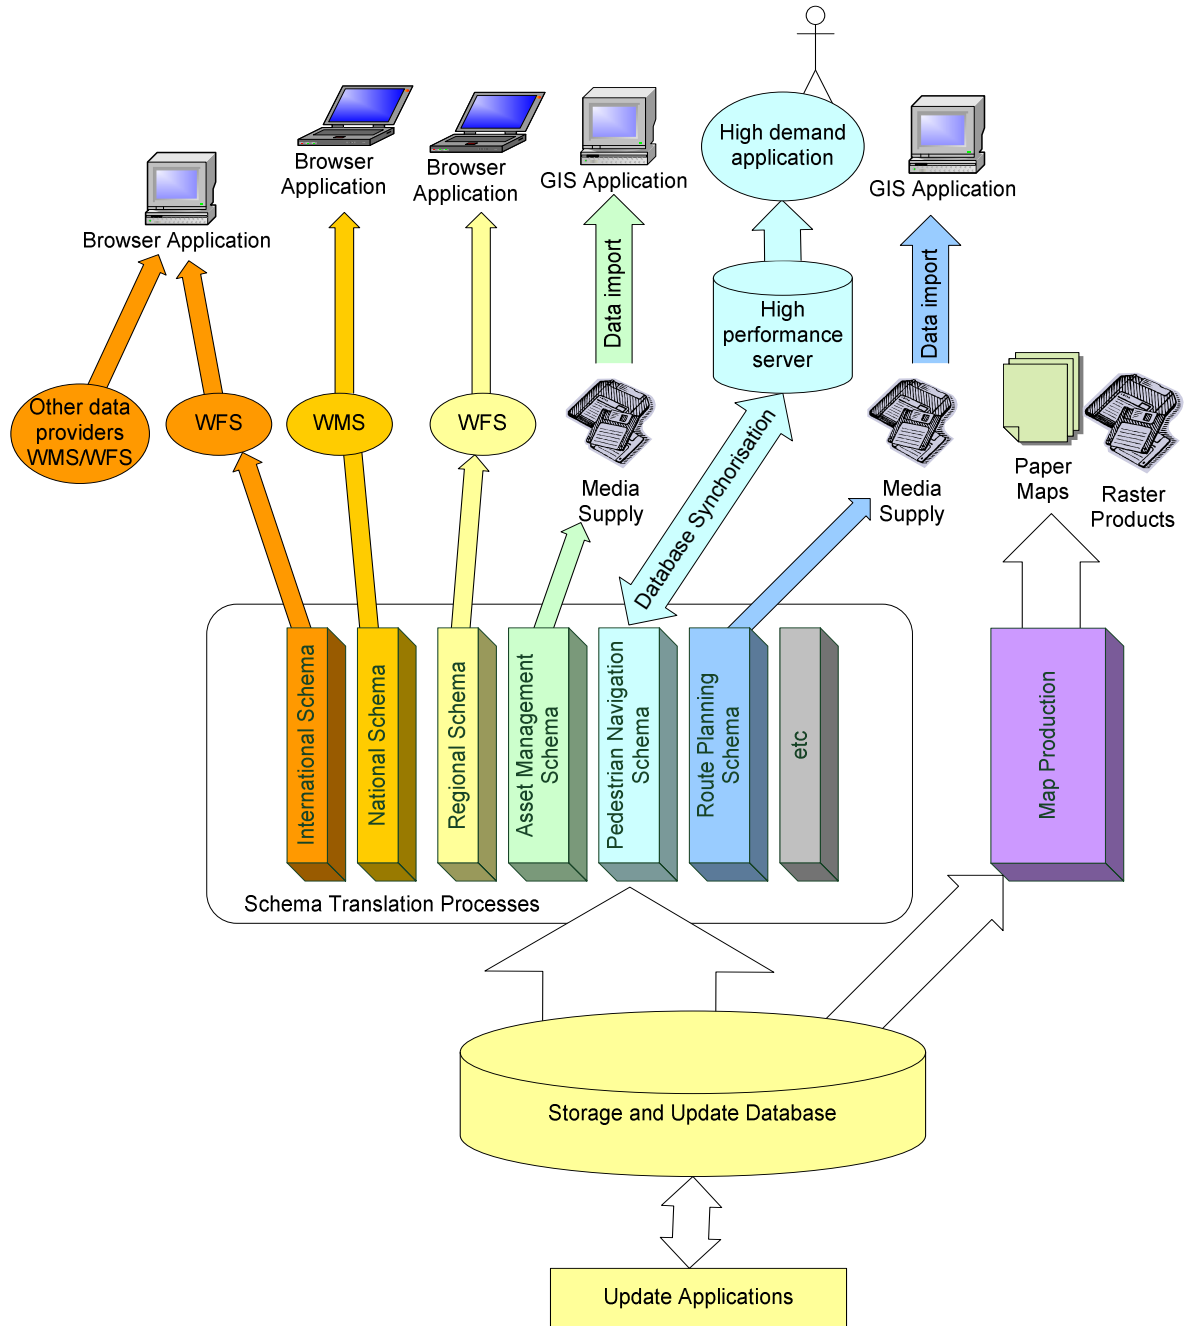 High demand
application
Browser
Application
Browser
Application
GIS Application
GIS Application
Browser Application
Data import
Data import
High
performance
server
Other data
providers
WMS/WFS
WFS
WMS
WFS
Database Synchorisation
Media
Supply
Media
Supply
Paper
Maps
Raster
Products
International Schema
National Schema
Regional Schema
Asset Management
Schema
Pedestrian Navigation
Schema
Route Planning
Schema
etc
Map Production
Schema Translation Processes
Storage and Update Database
Update Applications